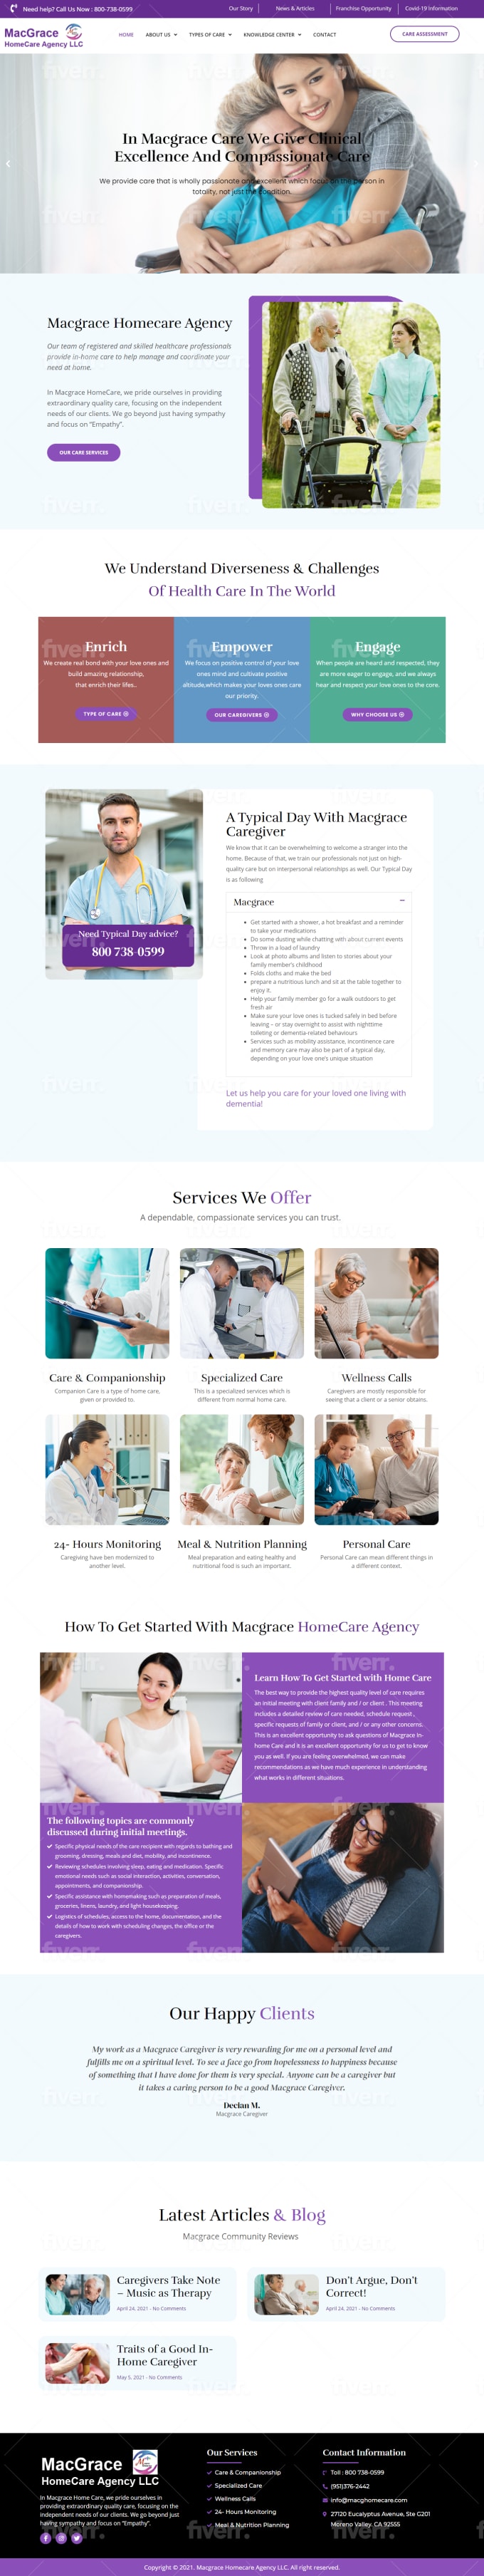 Need help? Call Us Now : 800-738-0599
Our Story
News & Articles
Franchise Opportunity
Covid-19 Information
MacGrace
HomeCare Agency LLC
HOME
ABOUT US
TYPES OF CARE
KNOWLEDGE CENTER
CONTACT
CARE ASSESSMENT
In Macgrace Care We Give Clinical
Excellence And Compassionate Care
We provide care that is wholly passionate and excellent which focus on the person in
totality, not just the condition.
Macgrace Homecare Agency
Our team of registered and skilled healthcare professionals
provide in-home care to help manage and coordinate your
need at home.
In Macgrace HomeCare, we pride ourselves in providing
extraordinary quality care, focusing on the independent
needs of our clients. We go beyond just having sympathy
and focus on “Empathy”.
OUR CARE SERVICES
We Understand Diverseness & Challenges
Of Health Care In The World
Enrich
We create real bond with your love ones and
build amazing relationship,
that enrich their lifes..
TYPE OF CARE
Empower
We focus on positive control of your love
ones mind and cultivate positive
altitude,which makes your loves ones care
our priority.
OUR CAREGIVERS
Engage
When people are heard and respected, they
are more eager to engage, and we always
hear and respect your love ones to the core.
WHY CHOOSE US
Need Typical Day advice?
800 738-0599
A Typical Day With Macgrace
Caregiver
We know that it can be overwhelming to welcome a stranger into the
home. Because of that, we train our professionals not just on high-
quality care but on interpersonal relationships as well. Our Typical Day
is as following
Macgrace
Get started with a shower, a hot breakfast and a reminder
to take your medications
Do some dusting while chatting with about current events
Throw in a load of laundry
Look at photo albums and listen to stories about your
family member's childhood
Folds cloths and make the bed
prepare a nutritious lunch and sit at the table together to
enjoy it.
Help your family member go for a walk outdoors to get
fresh air
Make sure your love ones is tucked safely in bed before
leaving – or stay overnight to assist with nighttime
toileting or dementia-related behaviours
Services such as mobility assistance, incontinence care
and memory care may also be part of a typical day,
depending on your love one's unique situation
Let us help you care for your loved one living with
dementia!
Services We Offer
A dependable, compassionate services you can trust.
Care & Companionship
Companion Care is a type of home care,
given or provided to.
Specialized Care
This is a specialized services which is
different from normal home care.
Wellness Calls
Caregivers are mostly responsible for
seeing that a client or a senior obtains.
24- Hours Monitoring
Caregiving have ben modernized to
another level.
Meal & Nutrition Planning
Meal preparation and eating healthy and
nutritional food is such an important.
Personal Care
Personal Care can mean different things in
a different context.
How To Get Started With Macgrace HomeCare Agency
Learn How To Get Started with Home Care
The best way to provide the highest quality level of care requires
an initial meeting with client family and / or client . This meeting
includes a detailed review of care needed, schedule request ,
specific requests of family or client, and / or any other concerns.
This is an excellent opportunity to ask questions of Macgrace In-
home Care and it is an excellent opportunity for us to get to know
you as well. If you are feeling overwhelmed, we can make
recommendations as we have much experience in understanding
what works in different situations.
The following topics are commonly
discussed during initial meetings.
Specific physical needs of the care recipient with regards to bathing and
grooming, dressing, meals and diet, mobility, and incontinence.
Reviewing schedules involving sleep, eating and medication. Specific
emotional needs such as social interaction, activities, conversation,
appointments, and companionship.
Specific assistance with homemaking such as preparation of meals,
groceries, linens, laundry, and light housekeeping.
Logistics of schedules, access to the home, documentation, and the
details of how to work with scheduling changes, the office or the
caregivers.
Our Happy Clients
My work as a Macgrace Caregiver is very rewarding for me on a personal level and
fulfills me on a spiritual level. To see a face go from hopelessness to happiness because
of something that I have done for them is very special. Anyone can be a caregiver but
it takes a caring person to be a good Macgrace Caregiver.
Declan M.
Macgrace Caregiver
Latest Articles & Blog
Macgrace Community Reviews
Caregivers Take Note
– Music as Therapy
April 24, 2021 - No Comments
Don't Argue, Don't
Correct!
April 24, 2021 - No Comments
Traits of a Good In-
Home Caregiver
May 5, 2021 - No Comments
MacGrace
HomeCare Agency LLC
In Macgrace Home Care, we pride ourselves in
providing extraordinary quality care, focusing on the
independent needs of our clients. We go beyond just
having sympathy and focus on “Empathy”.
Our Services
Care & Companionship
Specialized Care
Wellness Calls
24- Hours Monitoring
Meal & Nutrition Planning
Contact Information
Toll : 800 738-0599
(951)376-2442
info@macghomecare.com
27120 Eucalyptus Avenue, Ste G201
Moreno Valley, CA 92555
Copyright © 2021. Macgrace Homecare Agency LLC. All right reserved.
fiverr.